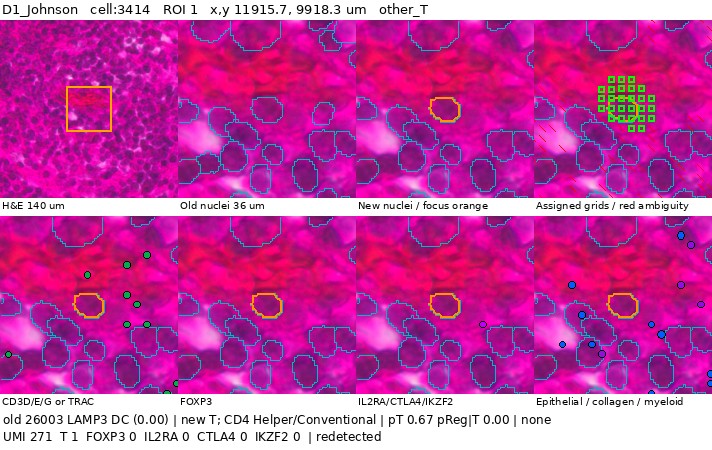 D1_Johnson   cell:3414   ROI 1   x,y 11915.7, 9918.3 um   other_T
H&E 140 um
Old nuclei 36 um
New nuclei / focus orange
Assigned grids / red ambiguity
CD3D/E/G or TRAC
FOXP3
IL2RA/CTLA4/IKZF2
Epithelial / collagen / myeloid
old 26003 LAMP3 DC (0.00) | new T; CD4 Helper/Conventional | pT 0.67 pReg|T 0.00 | none
UMI 271  T 1  FOXP3 0  IL2RA 0  CTLA4 0  IKZF2 0  | redetected